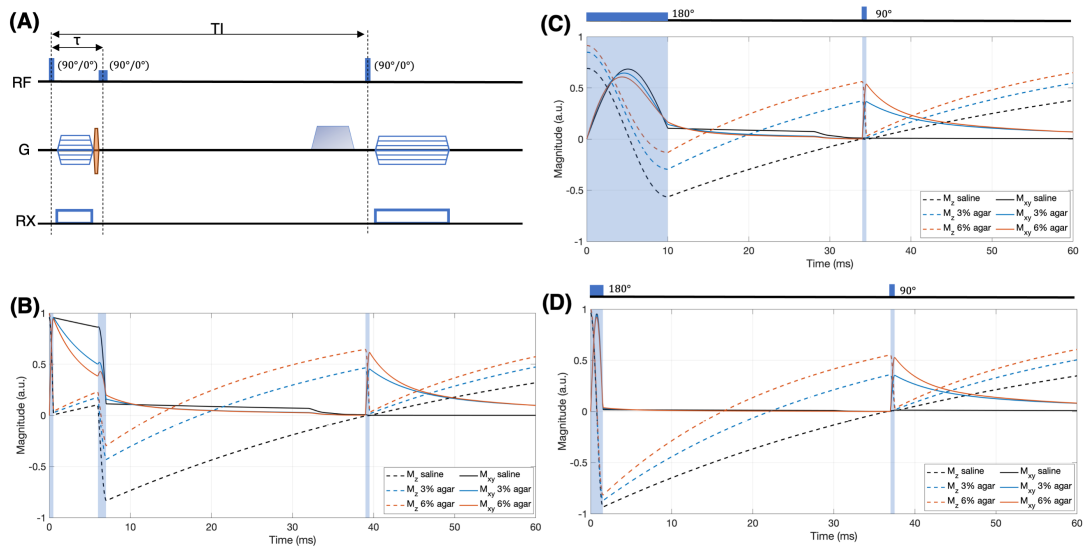 (A)
TI
τ
(90°/0°) (90°/0°) (90°/0°)
RF
G
RX
(B)
1
0.5
0
-0.5
-1
Magnitude (a.u.)
0 10 20 30 40 50 60
Time (ms)
M_z saline M_xy saline
M_z 3% agar M_xy 3% agar
M_z 6% agar M_xy 6% agar
(C)
180° 90°
1
0.5
0
-0.5
-1
Magnitude (a.u.)
0 10 20 30 40 50 60
Time (ms)
M_z saline M_xy saline
M_z 3% agar M_xy 3% agar
M_z 6% agar M_xy 6% agar
(D)
180° 90°
1
0.5
0
-0.5
-1
Magnitude (a.u.)
0 10 20 30 40 50 60
Time (ms)
M_z saline M_xy saline
M_z 3% agar M_xy 3% agar
M_z 6% agar M_xy 6% agar